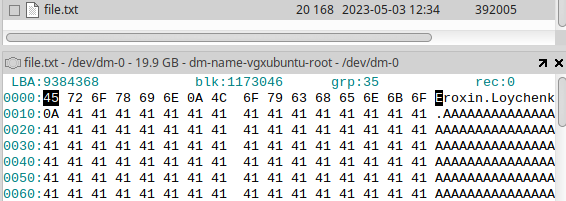 file.txt 20 168 2023-05-03 12:34 392005
file.txt - /dev/dm-0 - 19.9 GB - dm-name-vgxubuntu-root - /dev/dm-0
LBA:9384368 blk:1173046 grp:35 rec:0
0000:45 72 6F 78 69 6E 0A 4C 6F 79 63 68 65 6E 6B 6F Eroxin.Loychenk
0010:0A 41 41 41 41 41 41 41 41 41 41 41 41 41 41 41 .AAAAAAAAAAAAAA
0020:41 41 41 41 41 41 41 41 41 41 41 41 41 41 41 41 AAAAAAAAAAAAAAA
0030:41 41 41 41 41 41 41 41 41 41 41 41 41 41 41 41 AAAAAAAAAAAAAAA
0040:41 41 41 41 41 41 41 41 41 41 41 41 41 41 41 41 AAAAAAAAAAAAAAA
0050:41 41 41 41 41 41 41 41 41 41 41 41 41 41 41 41 AAAAAAAAAAAAAAA
0060:41 41 41 41 41 41 41 41 41 41 41 41 41 41 41 41 AAAAAAAAAAAAAAA